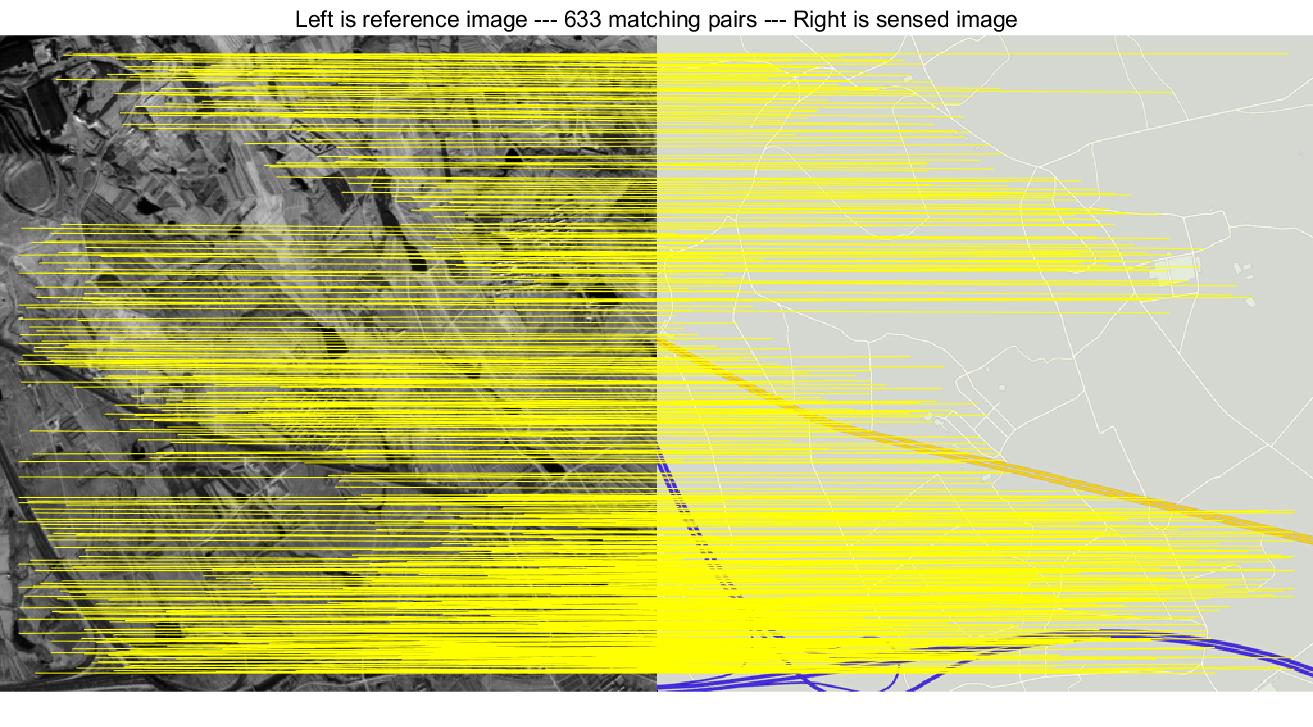 Left is reference image --- 633 matching pairs --- Right is sensed image